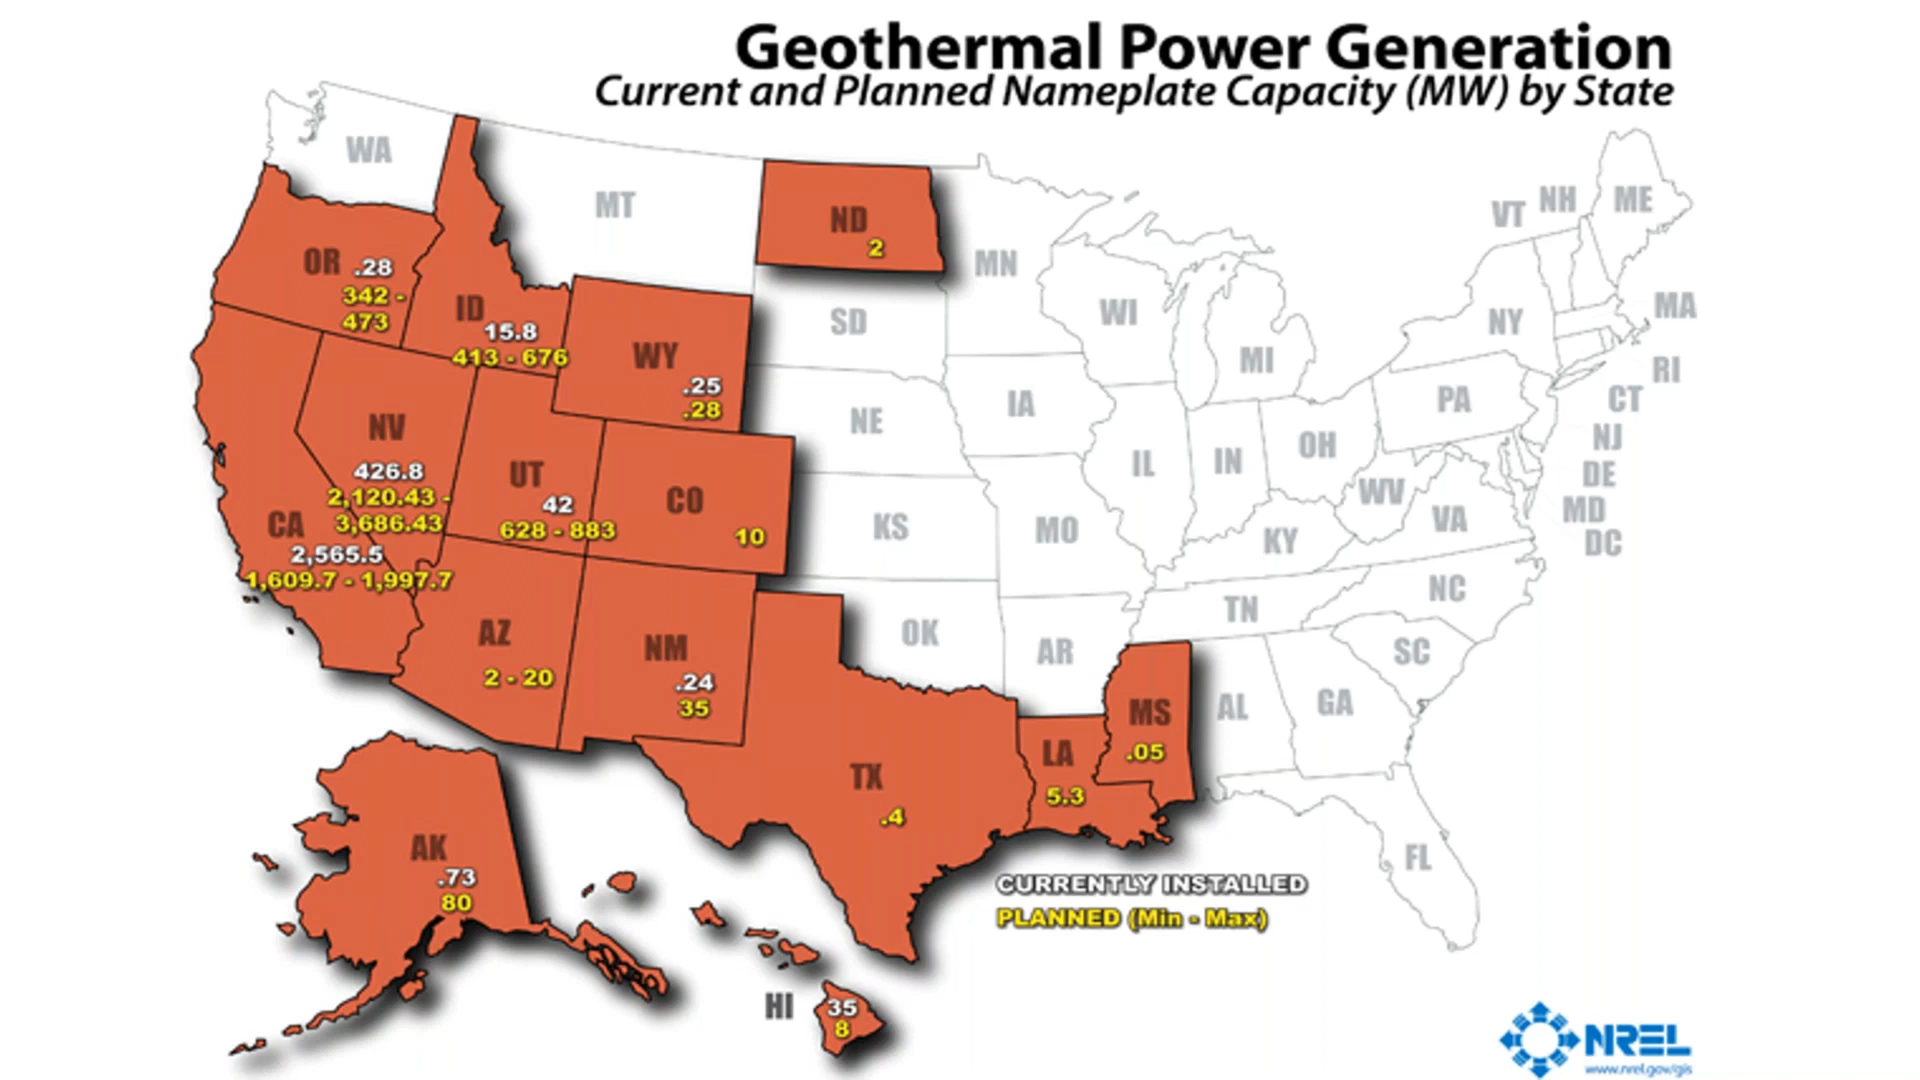 Geothermal Power Generation
Current and Planned Nameplate Capacity (MW) by State
WA
MT
ND
2
MN
VT
NH
ME
OR .28
342 -
473
ID
15.8
413 - 676
WY
.25
.28
SD
WI
MI
NY
MA
RI
CT
NJ
DE
MD
DC
NV
426.8
2,120.43 -
3,686.43
UT
42
628 - 883
CO
10
NE
IA
IL
IN
OH
PA
WV
VA
CA
2,565.5
1,609.7 - 1,997.7
KS
MO
KY
NC
TN
AZ
2 - 20
NM
.24
35
OK
AR
SC
MS
.05
AL
GA
TX
.4
LA
5.3
FL
AK
.73
80
HI
35
8
CURRENTLY INSTALLED
PLANNED (Min - Max)
NREL
www.nrel.gov/gis